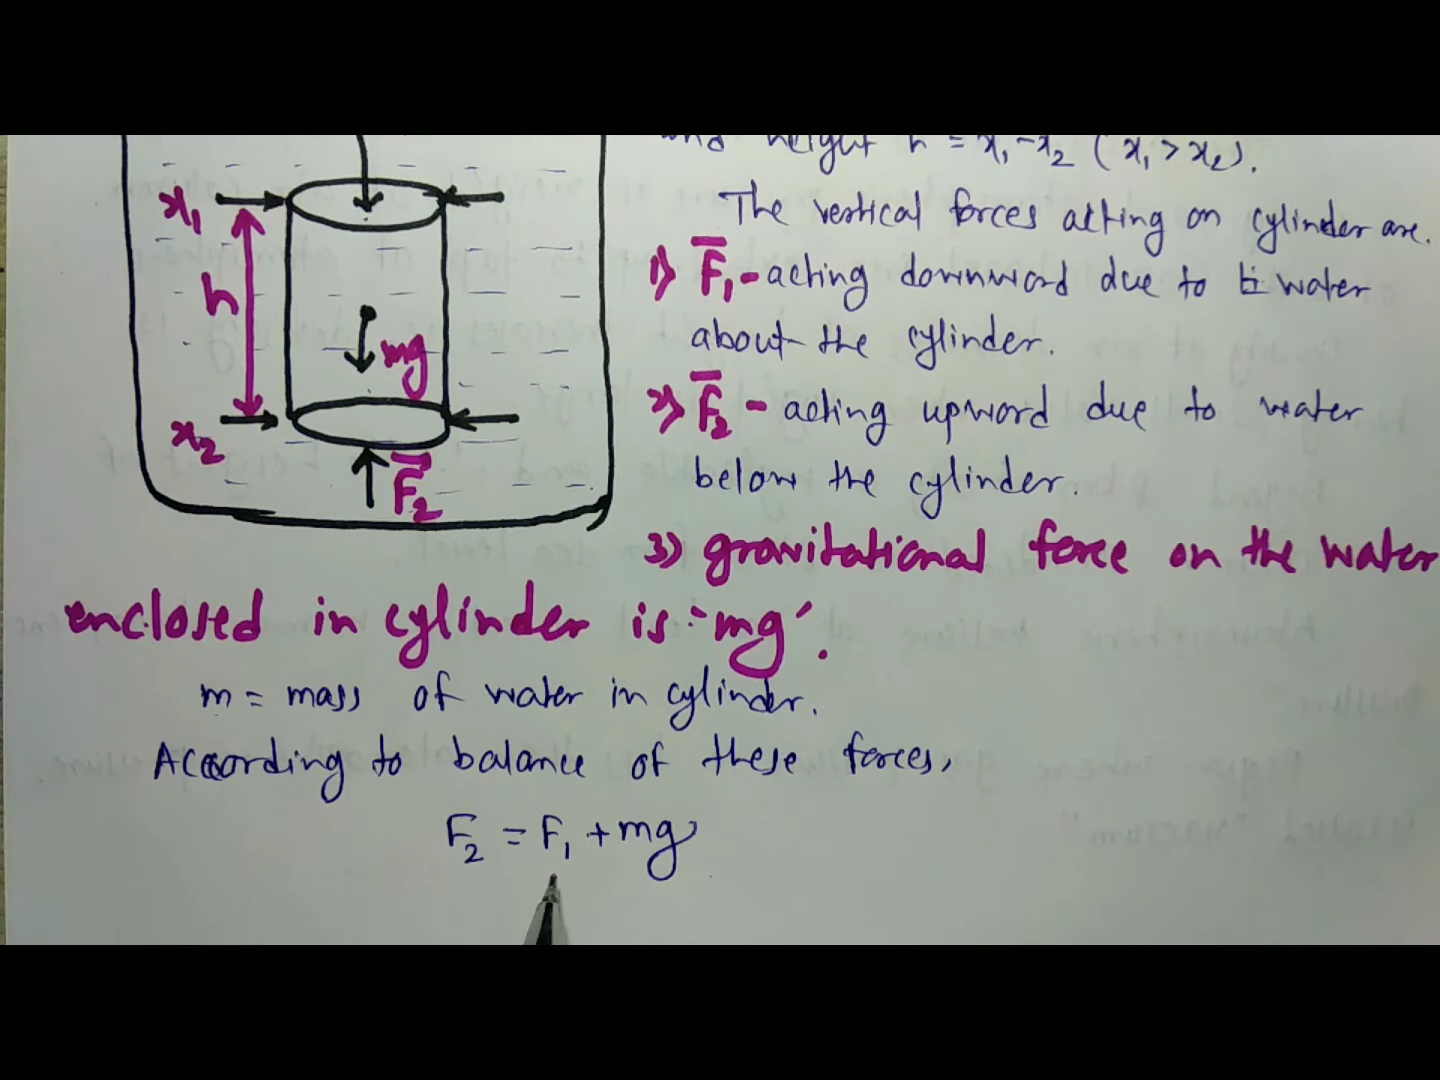 and height h = x₁-x₂ ( x₁ > x₂).
The vertical forces acting on cylinder are.
1) F₁ - acting downward due to water
about the cylinder.
2) F₂ - acting upward due to water
below the cylinder.
3) gravitational force on the water
enclosed in cylinder is 'mg'.
m = mass of water in cylinder.
According to balance of these forces,
F₂ = F₁ + mg
x₁
h
mg
x₂
F₂